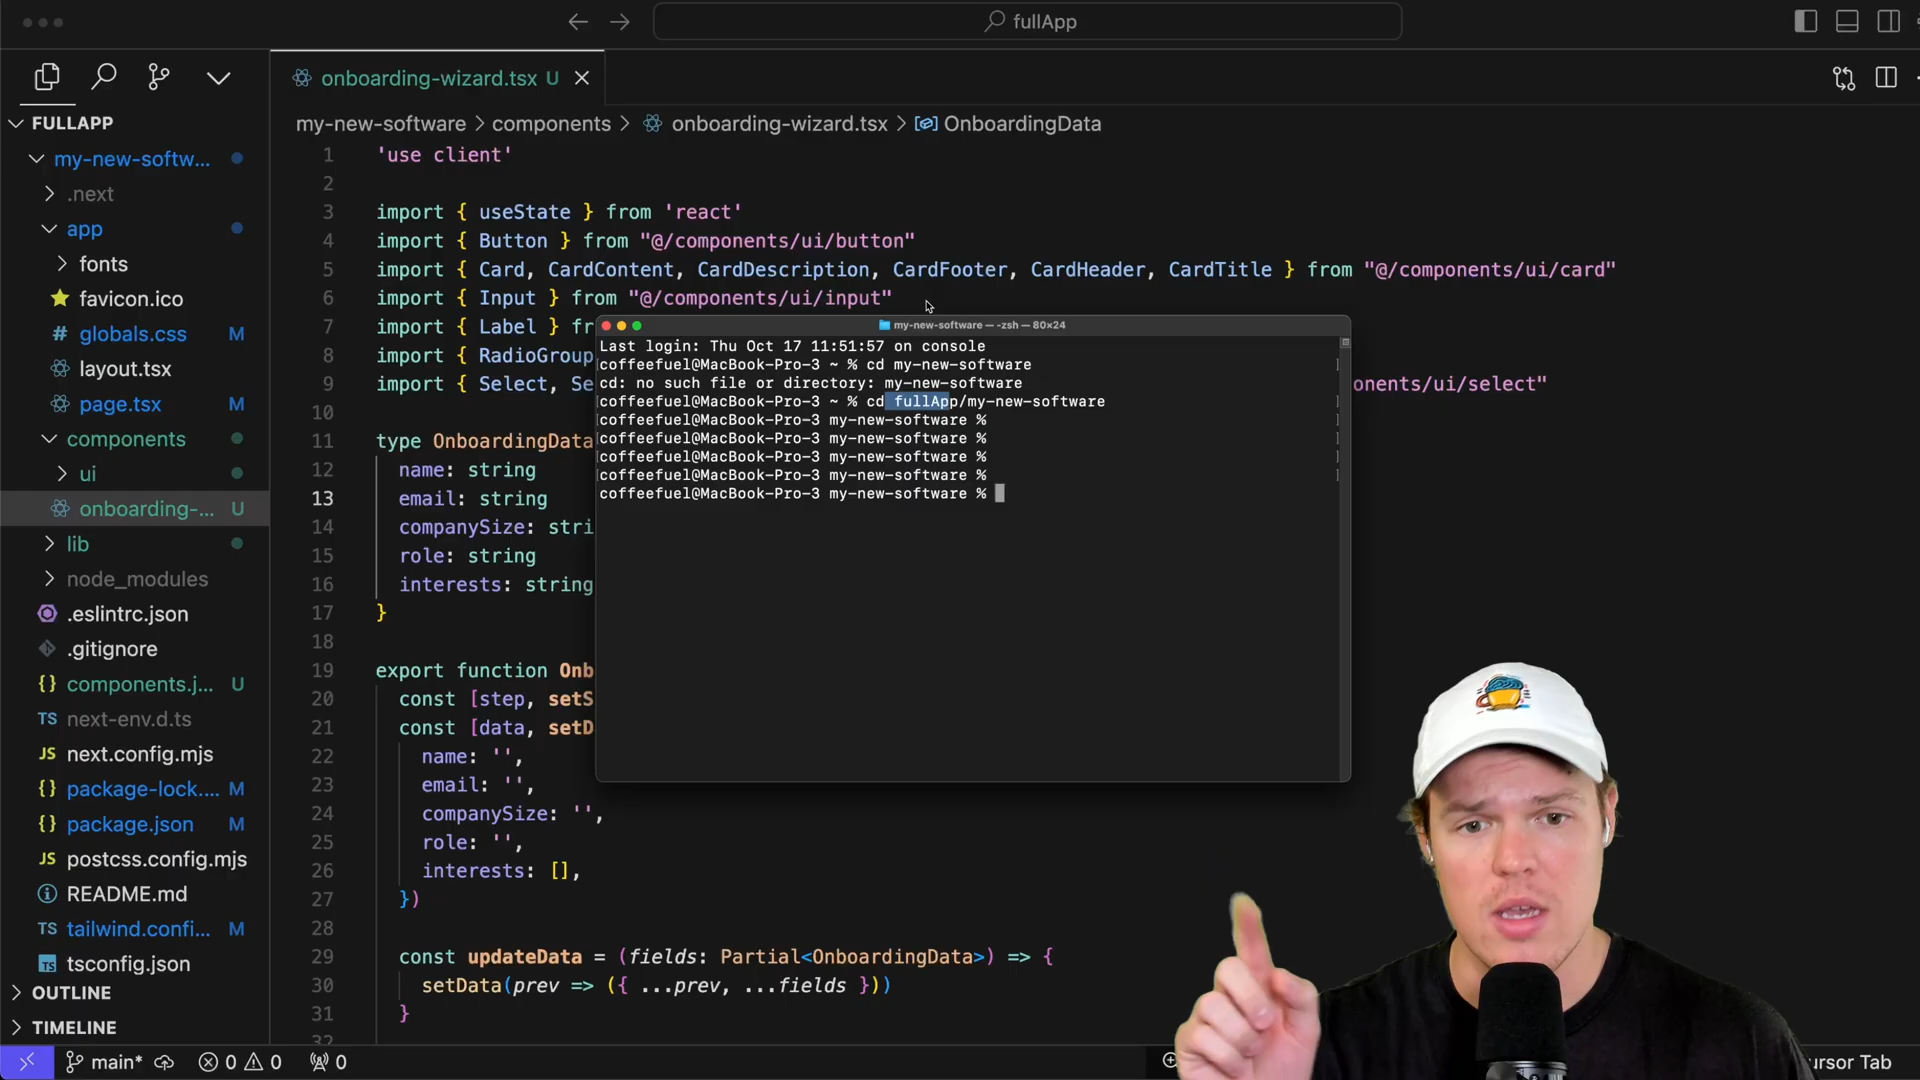 fullApp
onboarding-wizard.tsx U
FULLAPP
my-new-softw...
.next
app
fonts
favicon.ico
# globals.css M
layout.tsx
page.tsx M
components
ui
onboarding-... U
lib
node_modules
.eslintrc.json
.gitignore
{} components.j... U
TS next-env.d.ts
JS next.config.mjs
{} package-lock.... M
{} package.json M
JS postcss.config.mjs
README.md
TS tailwind.confi... M
TS tsconfig.json
OUTLINE
TIMELINE
my-new-software > components > onboarding-wizard.tsx > OnboardingData
1 'use client'
2
3 import { useState } from 'react'
4 import { Button } from "@/components/ui/button"
5 import { Card, CardContent, CardDescription, CardFooter, CardHeader, CardTitle } from "@/components/ui/card"
6 import { Input } from "@/components/ui/input"
7 import { Label } fr
8 import { RadioGroup
9 import { Select, Se
onents/ui/select"
10
11 type OnboardingData
12 name: string
13 email: string
14 companySize: stri
15 role: string
16 interests: string
17 }
18
19 export function Onb
20 const [step, setS
21 const [data, setD
22 name: '',
23 email: '',
24 companySize: '',
25 role: '',
26 interests: [],
27 })
28
29 const updateData = (fields: Partial<OnboardingData>) => {
30 setData(prev => ({ ...prev, ...fields }))
31 }
32
my-new-software — -zsh — 80×24
Last login: Thu Oct 17 11:51:57 on console
coffeefuel@MacBook-Pro-3 ~ % cd my-new-software
cd: no such file or directory: my-new-software
coffeefuel@MacBook-Pro-3 ~ % cd fullApp/my-new-software
coffeefuel@MacBook-Pro-3 my-new-software %
coffeefuel@MacBook-Pro-3 my-new-software %
coffeefuel@MacBook-Pro-3 my-new-software %
coffeefuel@MacBook-Pro-3 my-new-software %
coffeefuel@MacBook-Pro-3 my-new-software %
main* 0 0 0
ursor Tab